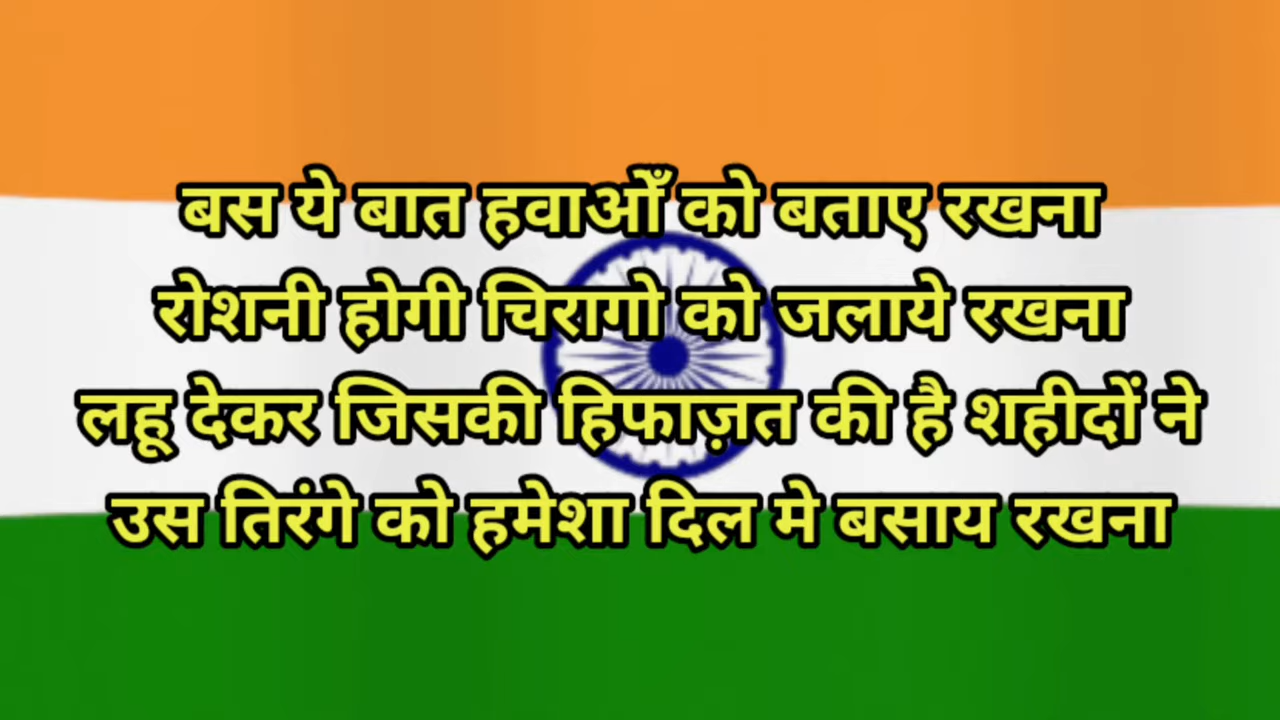 बस ये बात हवाओँ को बताए रखना
रोशनी होगी चिरागो को जलाये रखना
लहू देकर जिसकी हिफाज़त की है शहीदों ने
उस तिरंगे को हमेशा दिल मे बसाय रखना